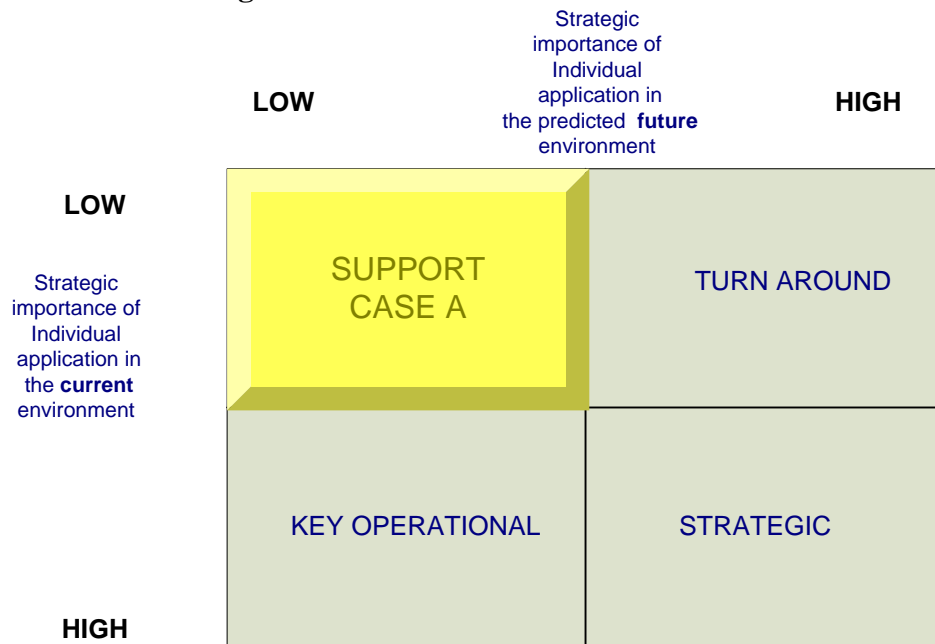 Strategic
importance of
Individual
application in
the predicted future
environment
LOW
HIGH
LOW
Strategic
importance of
Individual
application in
the current
environment
SUPPORT
CASE A
TURN AROUND
KEY OPERATIONAL
STRATEGIC
HIGH